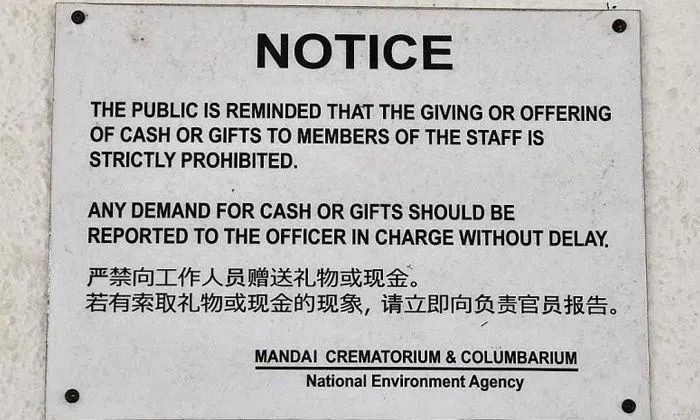 NOTICE
THE PUBLIC IS REMINDED THAT THE GIVING OR OFFERING
OF CASH OR GIFTS TO MEMBERS OF THE STAFF IS
STRICTLY PROHIBITED.
ANY DEMAND FOR CASH OR GIFTS SHOULD BE
REPORTED TO THE OFFICER IN CHARGE WITHOUT DELAY.
严禁向工作人员赠送礼物或现金。
若有索取礼物或现金的现象，请立即向负责官员报告。
MANDAI CREMATORIUM & COLUMBARIUM
National Environment Agency